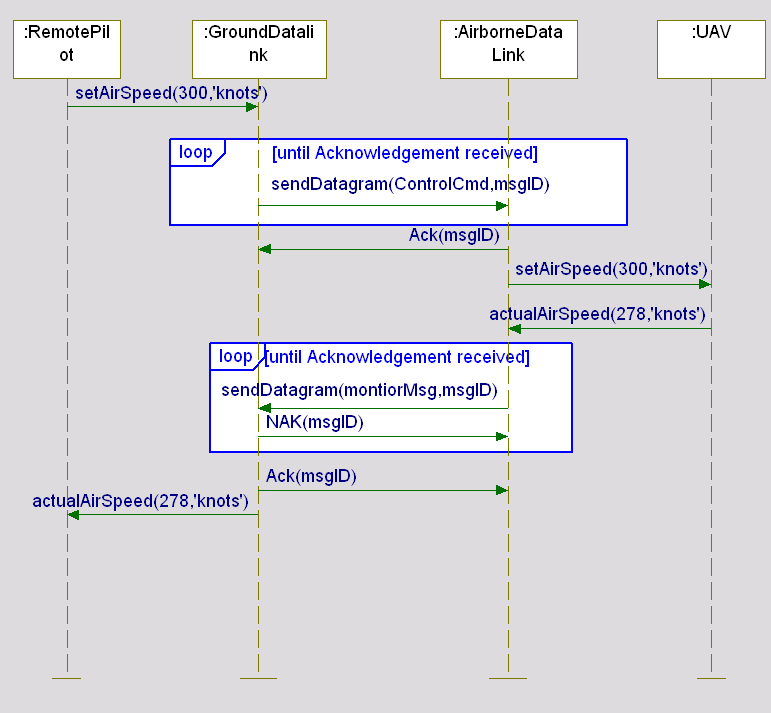 :RemotePil
ot
:GroundDatali
nk
:AirborneData
Link
:UAV
setAirSpeed(300,'knots')
loop
[until Acknowledgement received]
sendDatagram(ControlCmd,msgID)
Ack(msgID)
setAirSpeed(300,'knots')
actualAirSpeed(278,'knots')
loop
[until Acknowledgement received]
sendDatagram(montiorMsg,msgID)
NAK(msgID)
Ack(msgID)
actualAirSpeed(278,'knots')